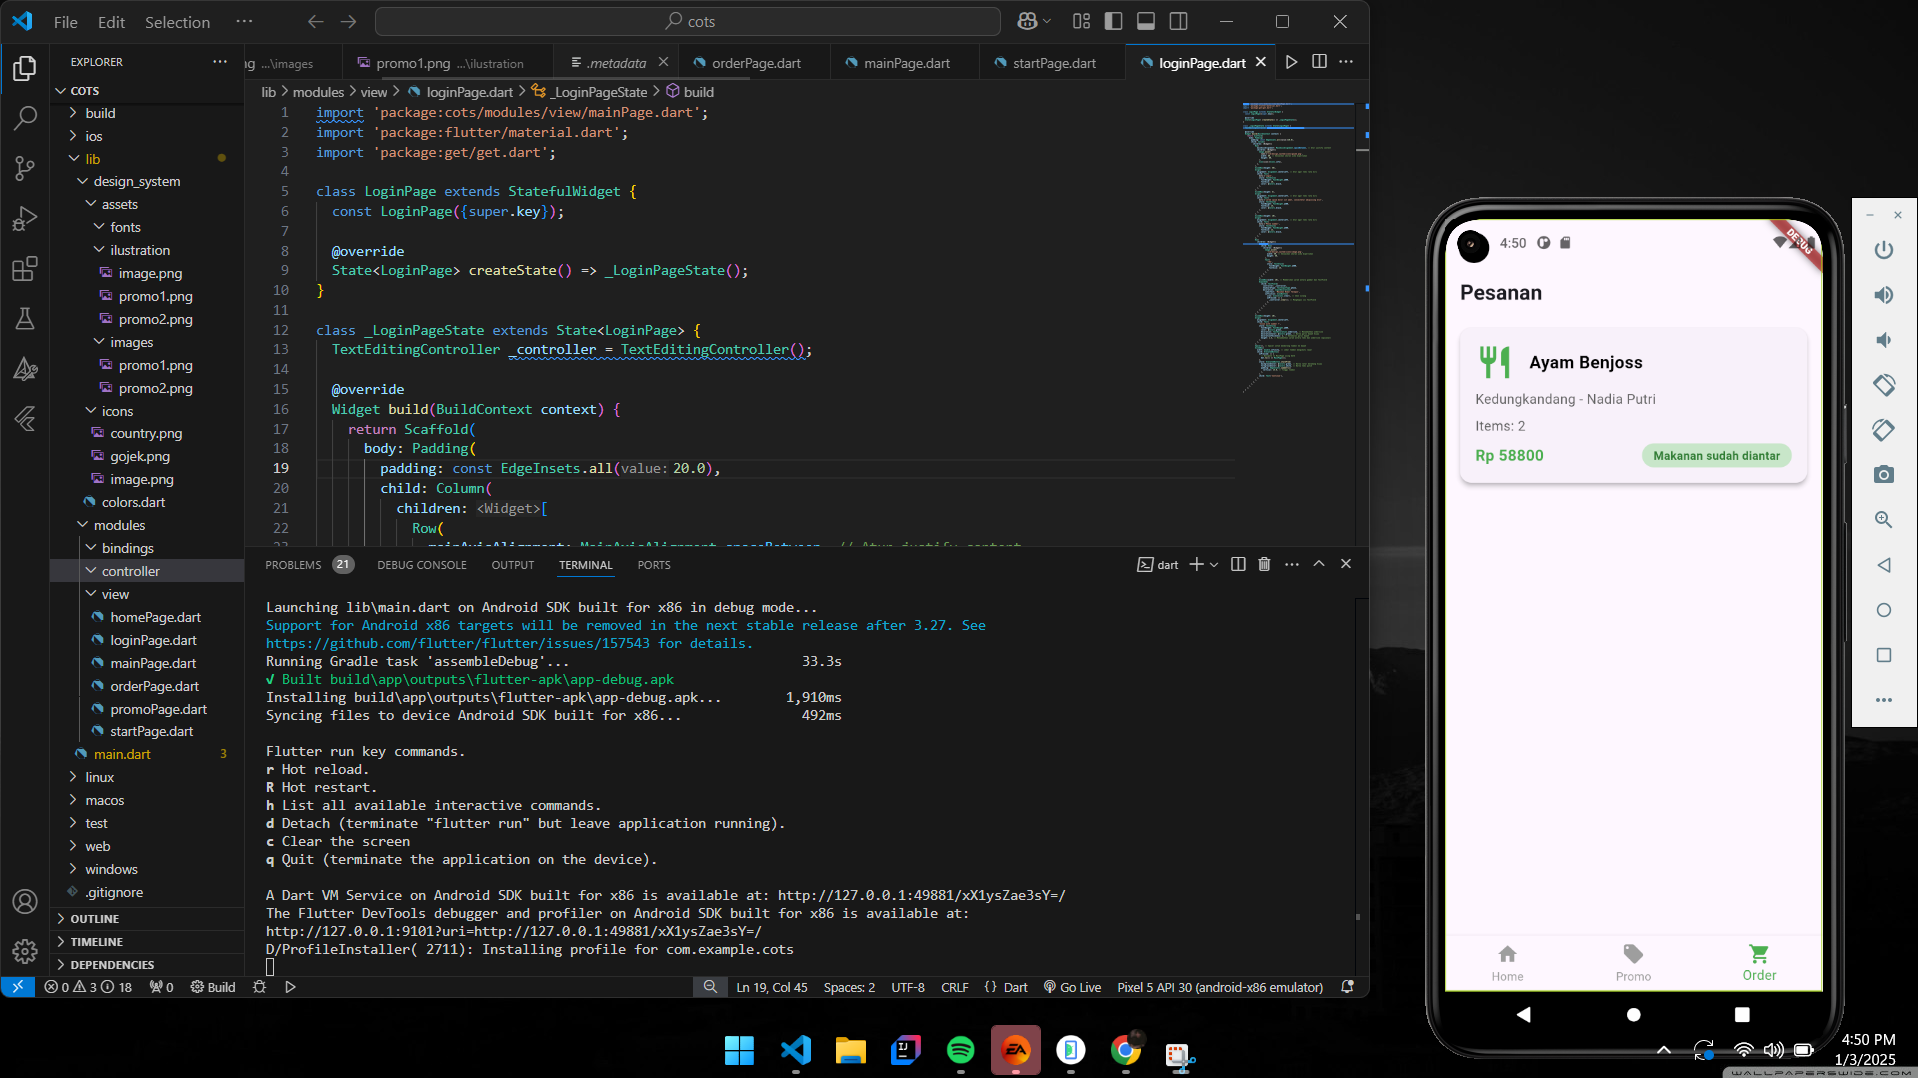 File Edit Selection ··· cots
EXPLORER ···
COTS
build
ios
lib
design_system
assets
fonts
ilustration
image.png
promo1.png
promo2.png
images
promo1.png
promo2.png
icons
country.png
gojek.png
image.png
colors.dart
modules
bindings
controller
view
homePage.dart
loginPage.dart
mainPage.dart
orderPage.dart
promoPage.dart
startPage.dart
main.dart 3
linux
macos
test
web
windows
.gitignore
OUTLINE
TIMELINE
DEPENDENCIES
ng ...\images promo1.png ...\ilustration .metadata orderPage.dart mainPage.dart startPage.dart loginPage.dart
lib > modules > view > loginPage.dart > _LoginPageState > build
1 import 'package:cots/modules/view/mainPage.dart';
2 import 'package:flutter/material.dart';
3 import 'package:get/get.dart';
4
5 class LoginPage extends StatefulWidget {
6 const LoginPage({super.key});
7
8 @override
9 State<LoginPage> createState() => _LoginPageState();
10 }
11
12 class _LoginPageState extends State<LoginPage> {
13 TextEditingController _controller = TextEditingController();
14
15 @override
16 Widget build(BuildContext context) {
17 return Scaffold(
18 body: Padding(
19 padding: const EdgeInsets.all(value: 20.0),
20 child: Column(
21 children: <Widget>[
22 Row(
PROBLEMS 21 DEBUG CONSOLE OUTPUT TERMINAL PORTS dart
Launching lib\main.dart on Android SDK built for x86 in debug mode...
Support for Android x86 targets will be removed in the next stable release after 3.27. See
https://github.com/flutter/flutter/issues/157543 for details.
Running Gradle task 'assembleDebug'... 33.3s
√ Built build\app\outputs\flutter-apk\app-debug.apk
Installing build\app\outputs\flutter-apk\app-debug.apk... 1,910ms
Syncing files to device Android SDK built for x86... 492ms
Flutter run key commands.
r Hot reload.
R Hot restart.
h List all available interactive commands.
d Detach (terminate "flutter run" but leave application running).
c Clear the screen
q Quit (terminate the application on the device).
A Dart VM Service on Android SDK built for x86 is available at: http://127.0.0.1:49881/xX1ysZae3sY=/
The Flutter DevTools debugger and profiler on Android SDK built for x86 is available at:
http://127.0.0.1:9101?uri=http://127.0.0.1:49881/xX1ysZae3sY=/
D/ProfileInstaller( 2711): Installing profile for com.example.cots
0 3 18 0 Build Ln 19, Col 45 Spaces: 2 UTF-8 CRLF {} Dart Go Live Pixel 5 API 30 (android-x86 emulator)
4:50
DEBUG
Pesanan
Ayam Benjoss
Kedungkandang - Nadia Putri
Items: 2
Rp 58800 Makanan sudah diantar
Home Promo Order
4:50 PM
1/3/2025
WALLPAPERSWIDE.COM